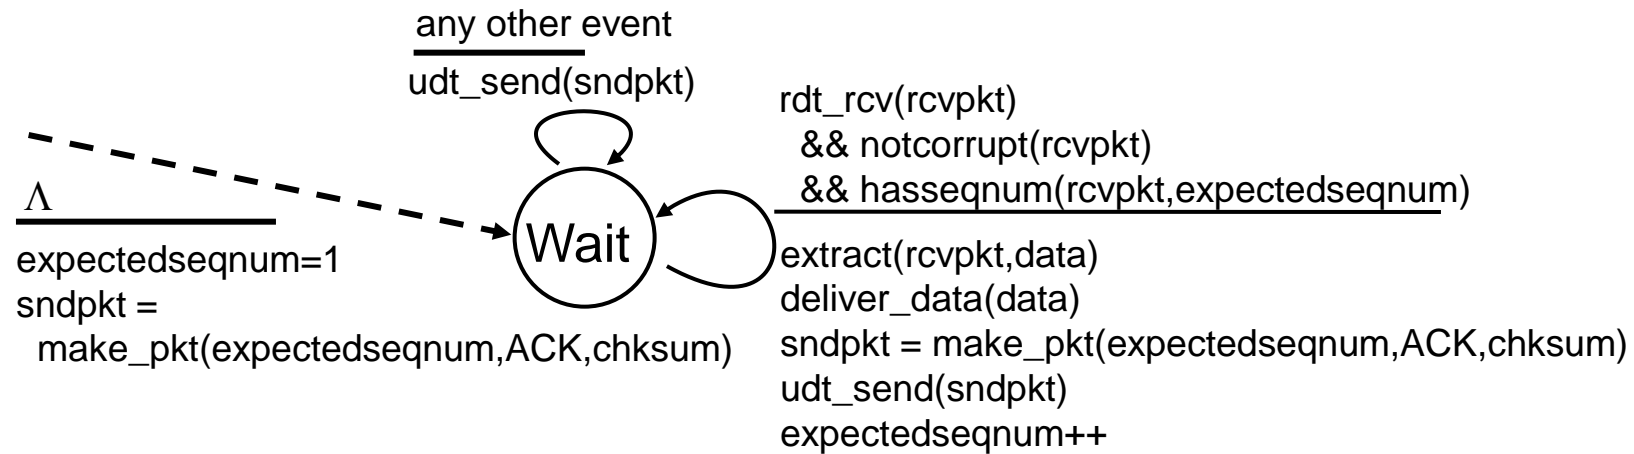 any other event
udt_send(sndpkt)
rdt_rcv(rcvpkt)
&& notcorrupt(rcvpkt)
&& hasseqnum(rcvpkt,expectedseqnum)
Λ
Wait
expectedseqnum=1
sndpkt =
make_pkt(expectedseqnum,ACK,chksum)
extract(rcvpkt,data)
deliver_data(data)
sndpkt = make_pkt(expectedseqnum,ACK,chksum)
udt_send(sndpkt)
expectedseqnum++